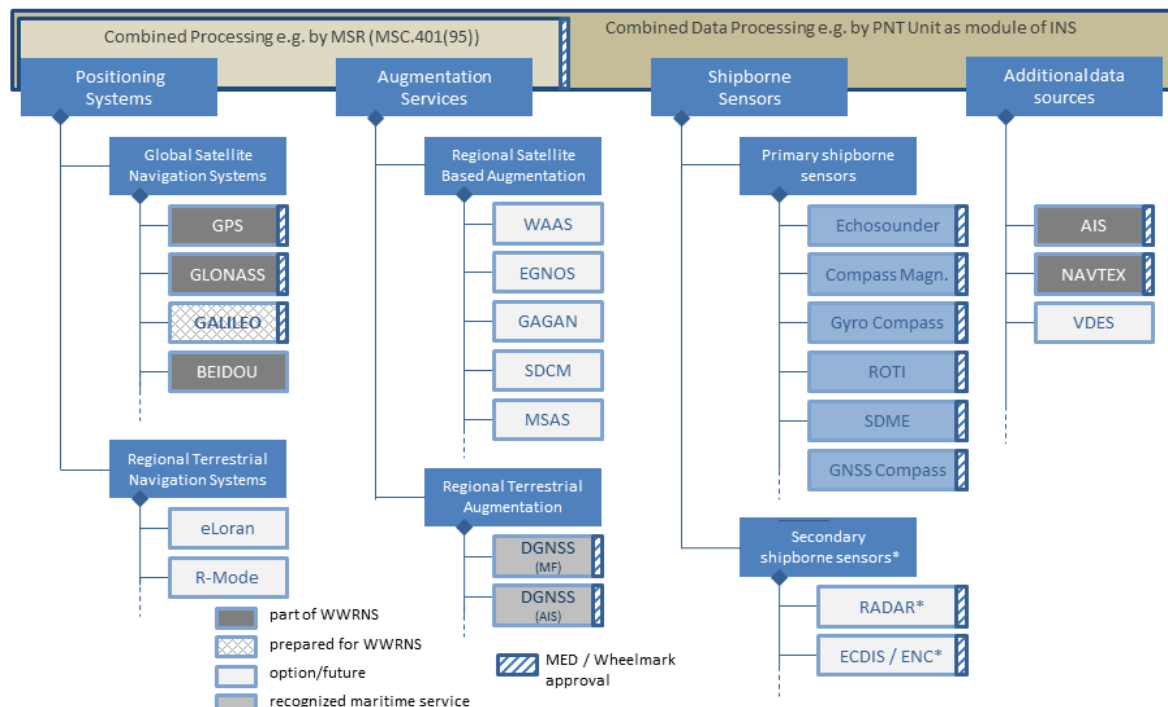 Combined Processing e.g. by MSR (MSC.401(95))
Combined Data Processing e.g. by PNT Unit as module of INS
Positioning
Systems
Global Satellite
Navigation Systems
GPS
GLONASS
GALILEO
BEIDOU
Regional Terrestrial
Navigation Systems
eLoran
R-Mode
Augmentation
Services
Regional Satellite
Based Augmentation
WAAS
EGNOS
GAGAN
SDCM
MSAS
Regional Terrestrial
Augmentation
DGNSS
(MF)
DGNSS
(AIS)
Shipborne
Sensors
Primary shipborne
sensors
Echosounder
Compass Magn.
Gyro Compass
ROTI
SDME
GNSS Compass
Secondary
shipborne sensors*
RADAR*
ECDIS / ENC*
Additional data
sources
AIS
NAVTEX
VDES
part of WWRNS
prepared for WWRNS
option/future
recognized maritime service
MED / Wheelmark
approval